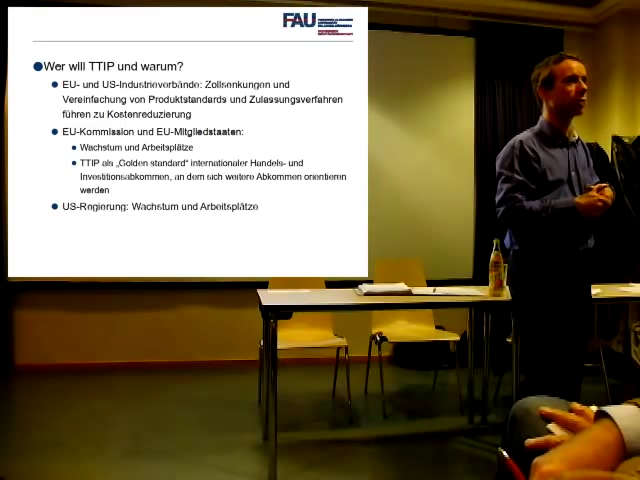 FAU
Wer will TTIP und warum?
EU- und US-Industrieverbände: Zollsenkungen und
Vereinfachung von Produktstandards und Zulassungsverfahren
führen zu Kostenreduzierung
EU-Kommission und EU-Mitgliedstaaten:
Wachstum und Arbeitsplätze
TTIP als „Golden standard“ internationaler Handels- und
Investitionsabkommen, an dem sich weitere Abkommen orientieren
werden
US-Regierung: Wachstum und Arbeitsplätze